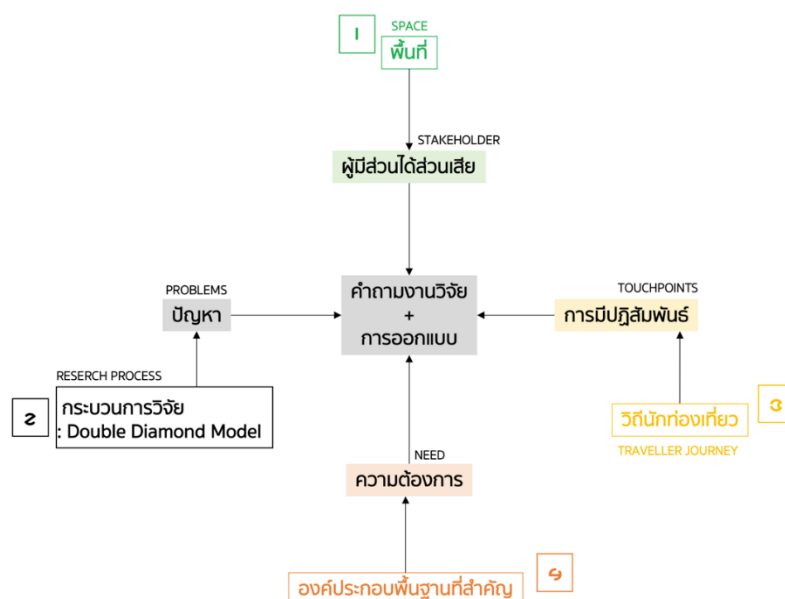 ๑
SPACE
พื้นที่
STAKEHOLDER
ผู้มีส่วนได้ส่วนเสีย
PROBLEMS
ปัญหา
คำถามงานวิจัย
+
การออกแบบ
TOUCHPOINTS
การมีปฏิสัมพันธ์
RESERCH PROCESS
๒
กระบวนการวิจัย
: Double Diamond Model
วิถีนักท่องเที่ยว
๓
TRAVELLER JOURNEY
NEED
ความต้องการ
องค์ประกอบพื้นฐานที่สำคัญ
๔